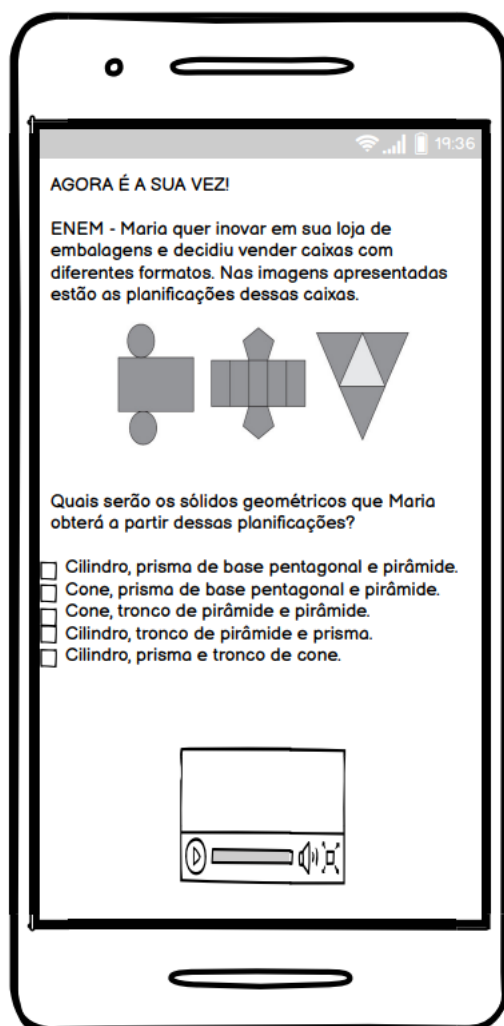 19:36
AGORA É A SUA VEZ!
ENEM - Maria quer inovar em sua loja de
embalagens e decidiu vender caixas com
diferentes formatos. Nas imagens apresentadas
estão as planificações dessas caixas.
Quais serão os sólidos geométricos que Maria
obterá a partir dessas planificações?
Cilindro, prisma de base pentagonal e pirâmide.
Cone, prisma de base pentagonal e pirâmide.
Cone, tronco de pirâmide e pirâmide.
Cilindro, tronco de pirâmide e prisma.
Cilindro, prisma e tronco de cone.